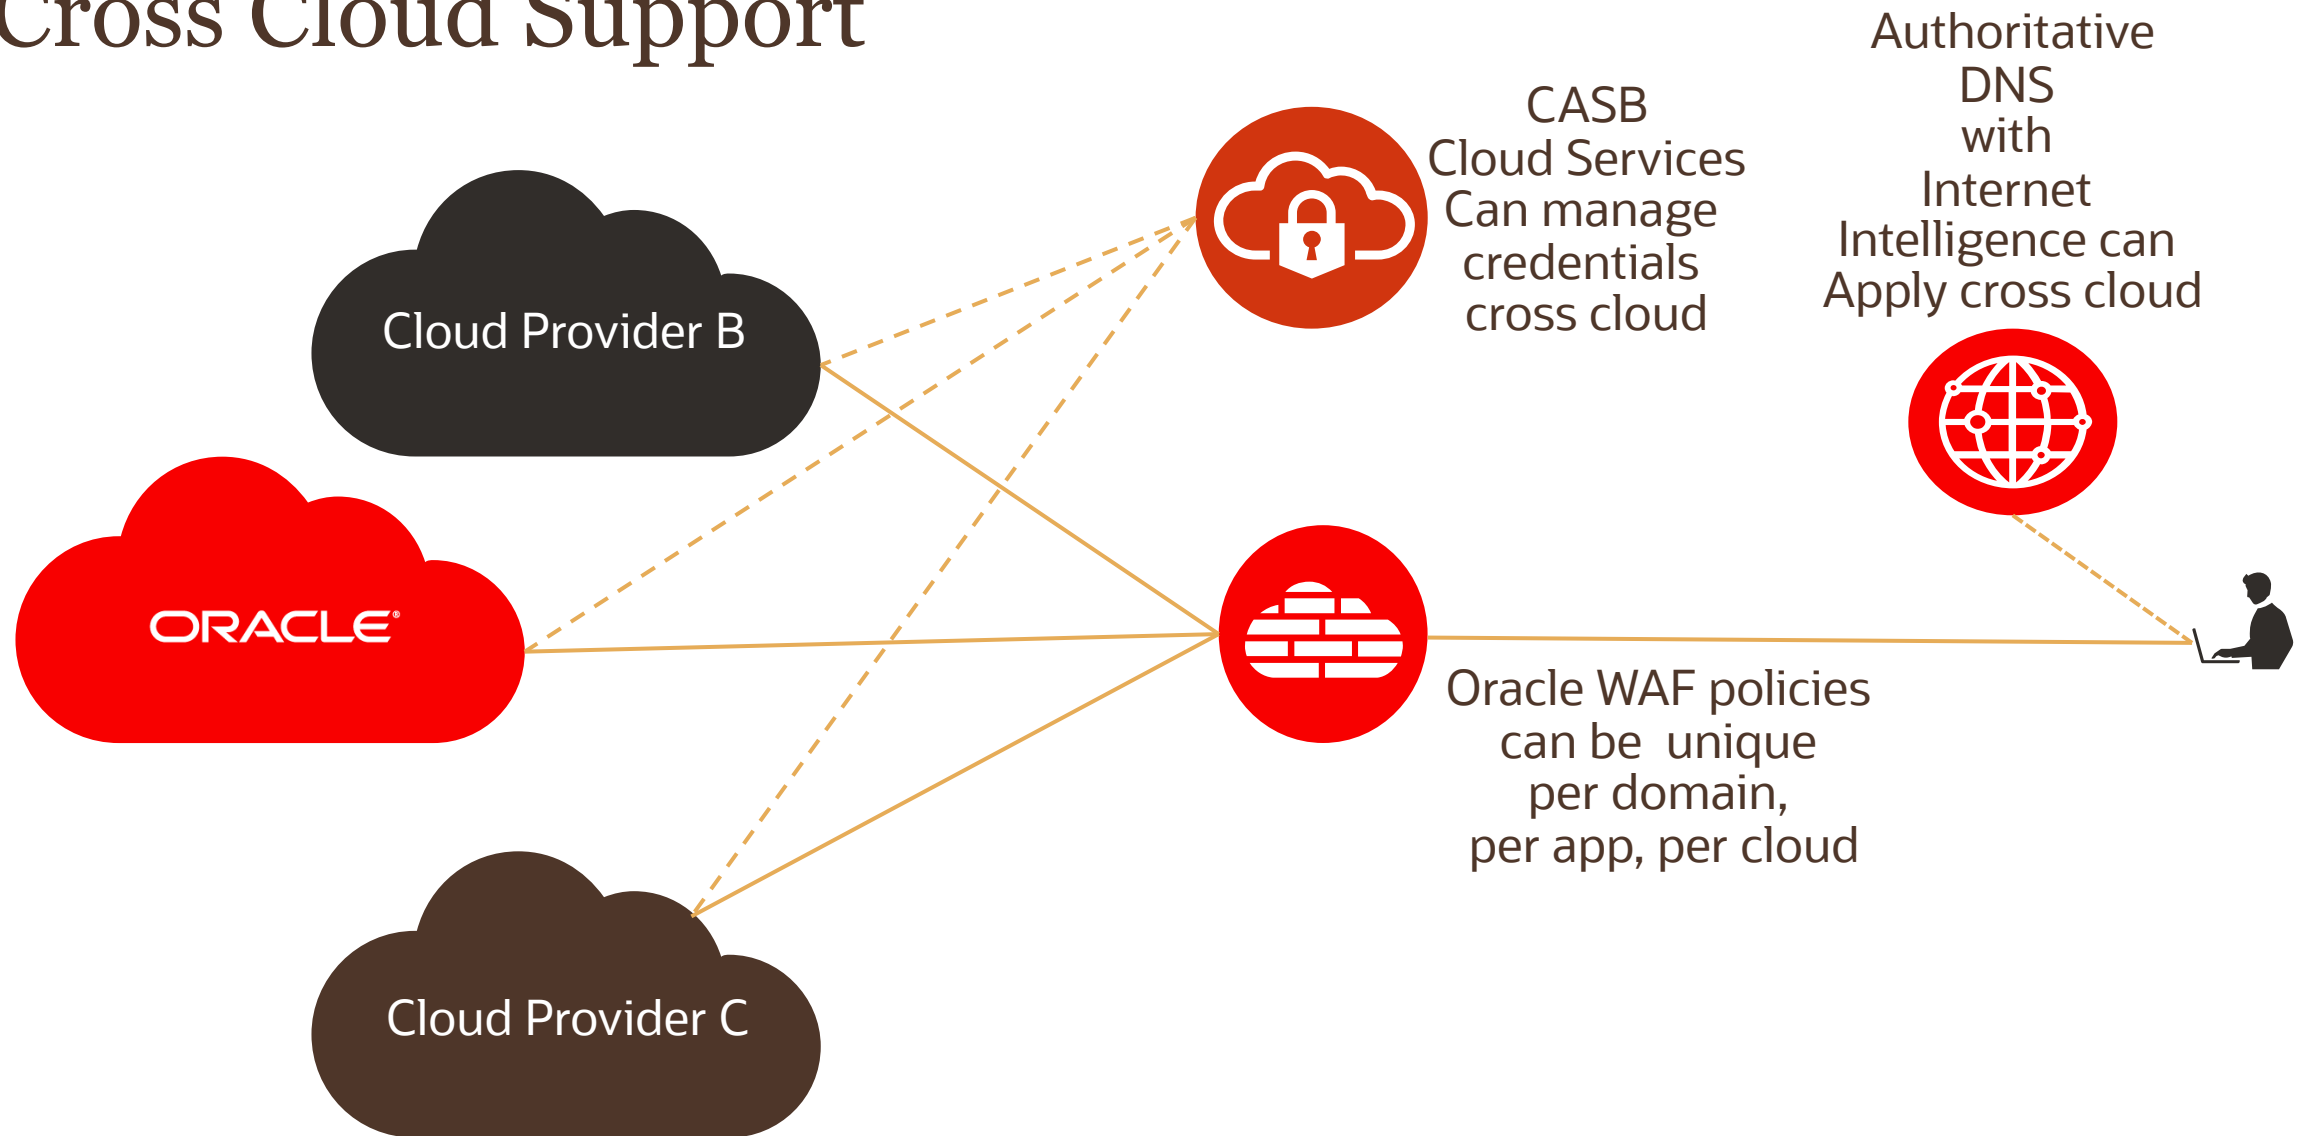 Cross Cloud Support
Authoritative
DNS
with
Internet
Intelligence can
Apply cross cloud
CASB
Cloud Services
Can manage
credentials
cross cloud
Cloud Provider B
ORACLE®
Oracle WAF policies
can be  unique
per domain,
per app, per cloud
Cloud Provider C